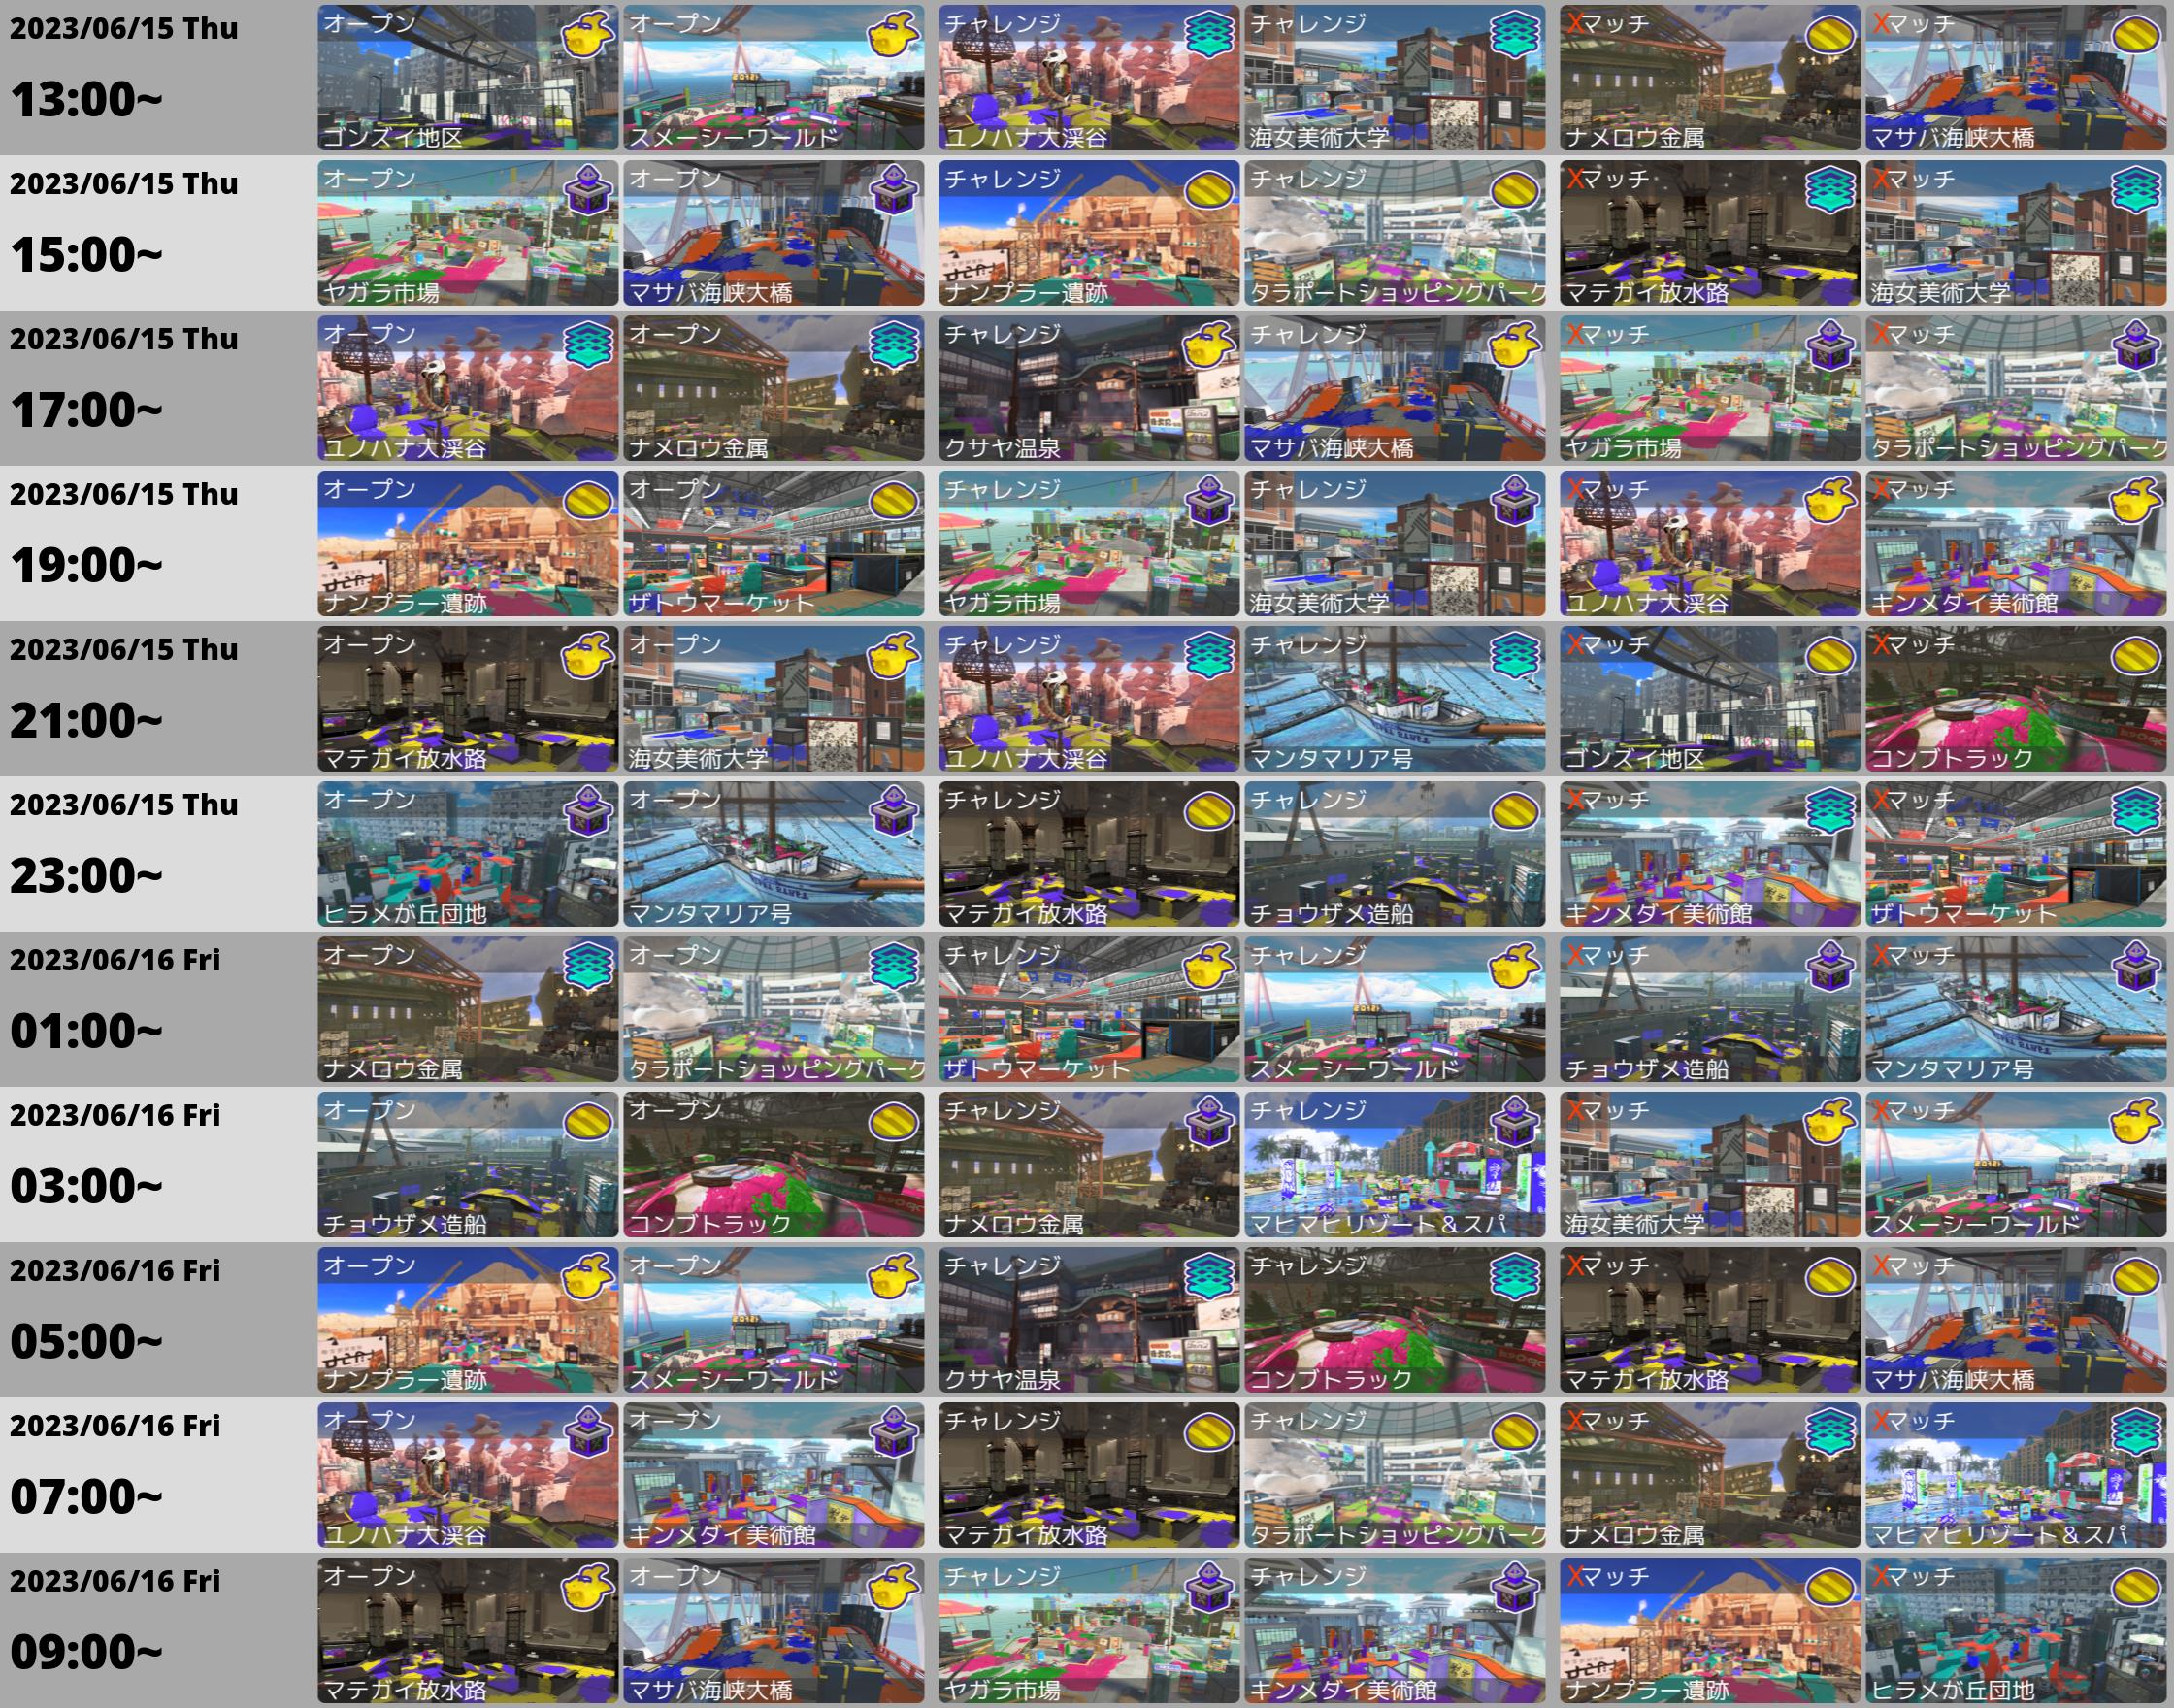 2023/06/15 Thu
13:00~
オープン
オープン
チャレンジ
チャレンジ
Xマッチ
Xマッチ
ゴンズイ地区
スメーシーワールド
ユノハナ大渓谷
海女美術大学
ナメロウ金属
マサバ海峡大橋
2023/06/15 Thu
15:00~
オープン
オープン
チャレンジ
チャレンジ
Xマッチ
Xマッチ
ヤガラ市場
マサバ海峡大橋
ナンプラー遺跡
タラポートショッピングパーク
マテガイ放水路
海女美術大学
2023/06/15 Thu
17:00~
オープン
オープン
チャレンジ
チャレンジ
Xマッチ
Xマッチ
ユノハナ大渓谷
ナメロウ金属
クサヤ温泉
マサバ海峡大橋
ヤガラ市場
タラポートショッピングパーク
2023/06/15 Thu
19:00~
オープン
オープン
チャレンジ
チャレンジ
Xマッチ
Xマッチ
ナンプラー遺跡
ザトウマーケット
ヤガラ市場
海女美術大学
ユノハナ大渓谷
キンメダイ美術館
2023/06/15 Thu
21:00~
オープン
オープン
チャレンジ
チャレンジ
Xマッチ
Xマッチ
マテガイ放水路
海女美術大学
ユノハナ大渓谷
マンタマリア号
ゴンズイ地区
コンブトラック
2023/06/15 Thu
23:00~
オープン
オープン
チャレンジ
チャレンジ
Xマッチ
Xマッチ
ヒラメが丘団地
マンタマリア号
マテガイ放水路
チョウザメ造船
キンメダイ美術館
ザトウマーケット
2023/06/16 Fri
01:00~
オープン
オープン
チャレンジ
チャレンジ
Xマッチ
Xマッチ
ナメロウ金属
タラポートショッピングパーク
ザトウマーケット
スメーシーワールド
チョウザメ造船
マンタマリア号
2023/06/16 Fri
03:00~
オープン
オープン
チャレンジ
チャレンジ
Xマッチ
Xマッチ
チョウザメ造船
コンブトラック
ナメロウ金属
マヒマヒリゾート＆スパ
海女美術大学
スメーシーワールド
2023/06/16 Fri
05:00~
オープン
オープン
チャレンジ
チャレンジ
Xマッチ
Xマッチ
ナンプラー遺跡
スメーシーワールド
クサヤ温泉
コンブトラック
マテガイ放水路
マサバ海峡大橋
2023/06/16 Fri
07:00~
オープン
オープン
チャレンジ
チャレンジ
Xマッチ
Xマッチ
ユノハナ大渓谷
キンメダイ美術館
マテガイ放水路
タラポートショッピングパーク
ナメロウ金属
マヒマヒリゾート＆スパ
2023/06/16 Fri
09:00~
オープン
オープン
チャレンジ
チャレンジ
Xマッチ
Xマッチ
マテガイ放水路
マサバ海峡大橋
ヤガラ市場
キンメダイ美術館
ナンプラー遺跡
ヒラメが丘団地